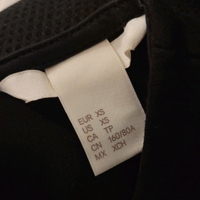 EUR XS
US XS
CA TP
CN 160/80A
MX XCH